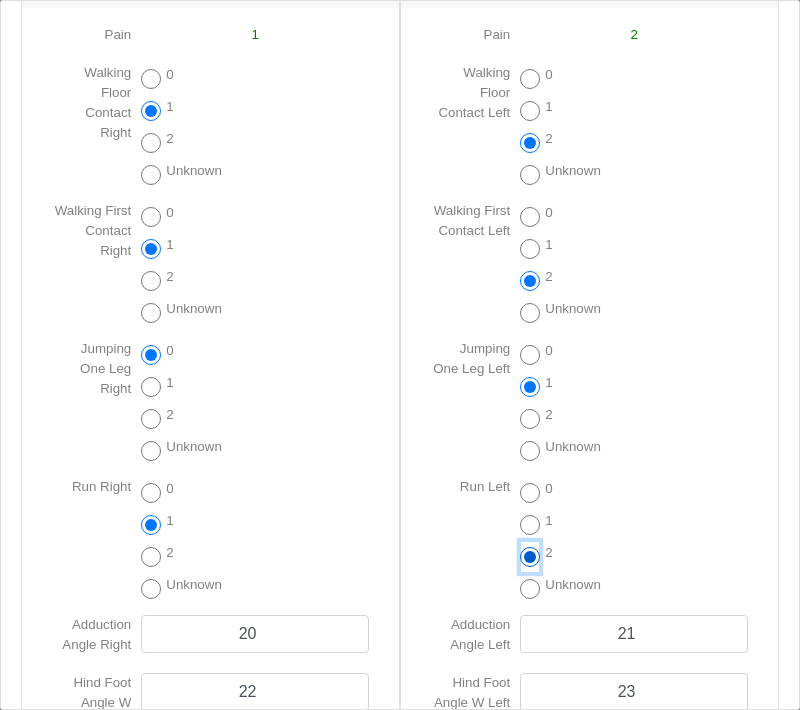 Pain 1
Walking Floor Contact Right
0
1
2
Unknown
Walking First Contact Right
0
1
2
Unknown
Jumping One Leg Right
0
1
2
Unknown
Run Right
0
1
2
Unknown
Adduction Angle Right 20
Hind Foot Angle W 22
Pain 2
Walking Floor Contact Left
0
1
2
Unknown
Walking First Contact Left
0
1
2
Unknown
Jumping One Leg Left
0
1
2
Unknown
Run Left
0
1
2
Unknown
Adduction Angle Left 21
Hind Foot Angle W Left 23